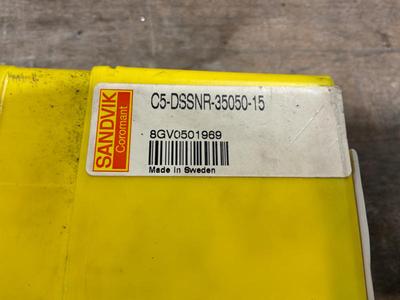 SANDVIK
Coromant
C5-DSSNR-35050-15
8GV0501969
Made in Sweden